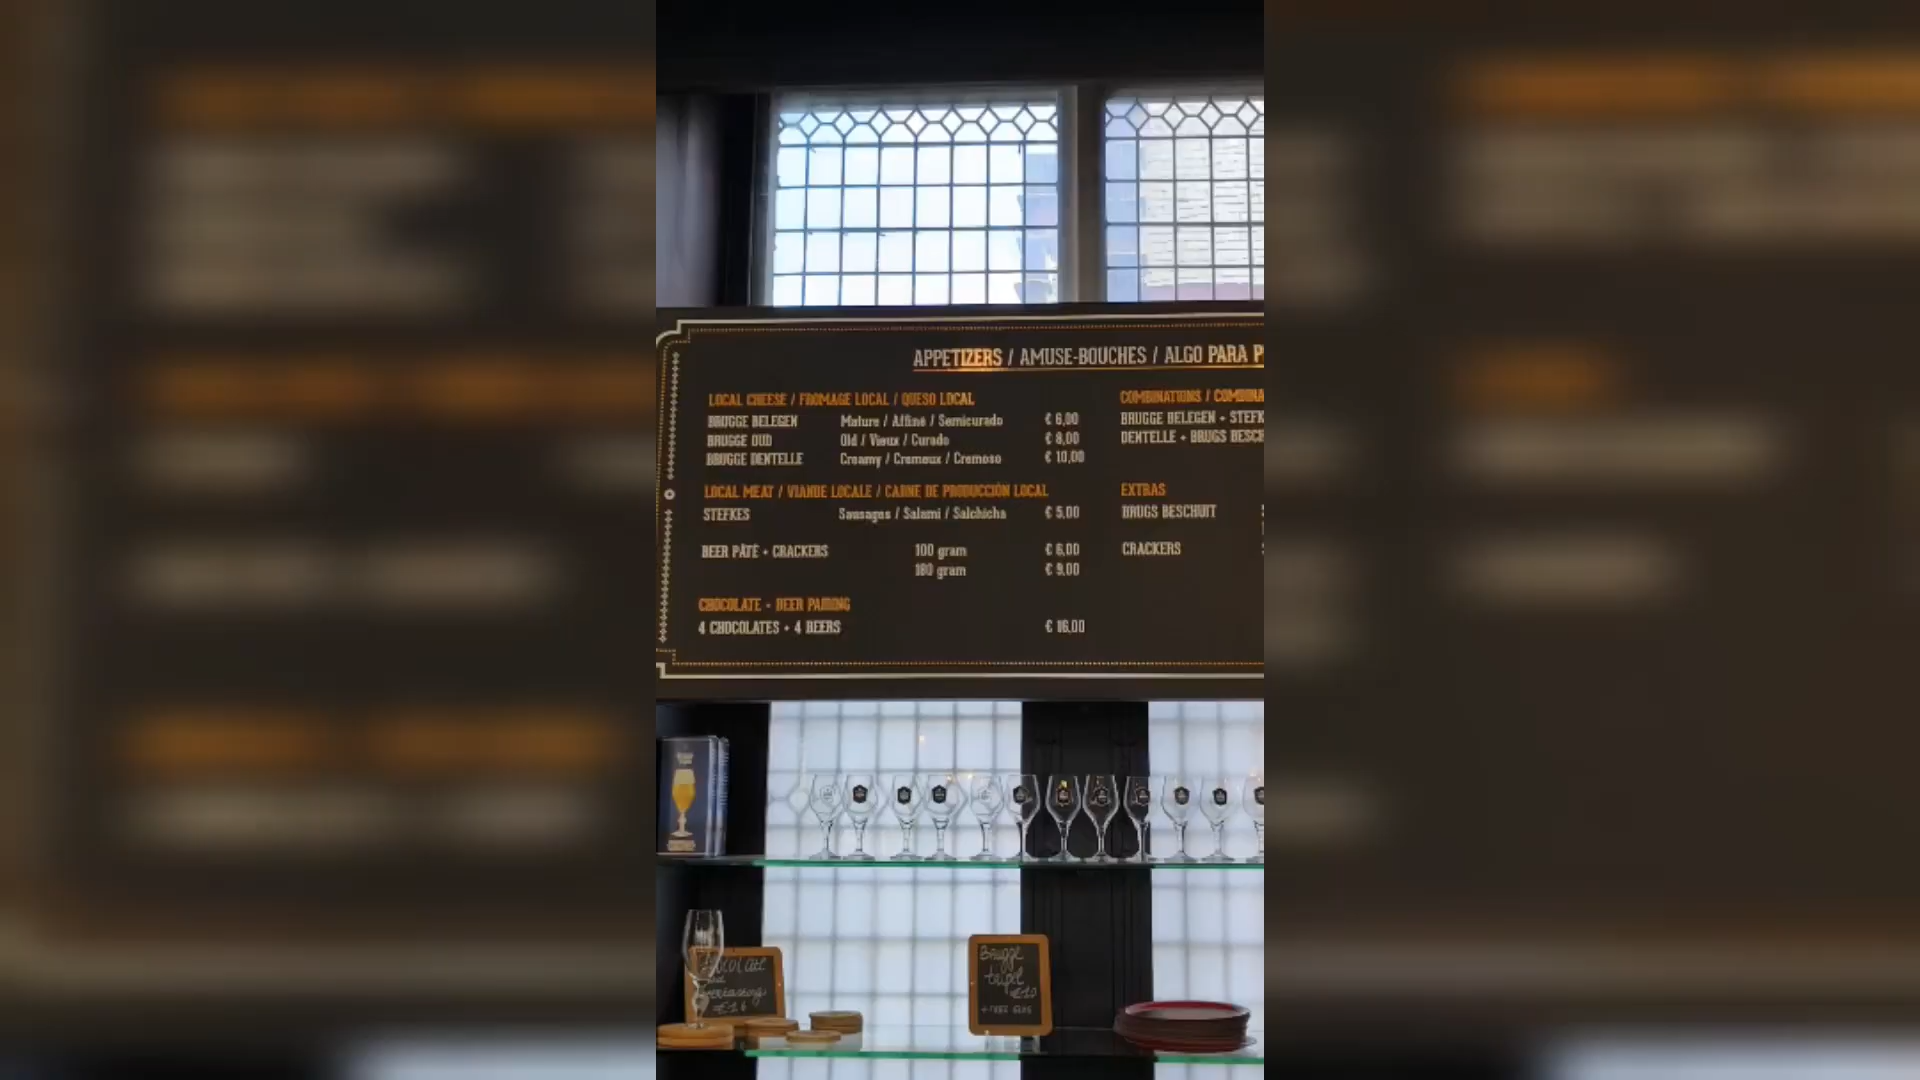 APPETIZERS / AMUSE-BOUCHES / ALGO PARA P
LOCAL CHEESE / FROMAGE LOCAL / QUESO LOCAL
BRUGGE BELEGEN Mature / Affiné / Semicurado € 6,00
BRUGGE OUD Old / Vieux / Curado € 8,00
BRUGGE DENTELLE Creamy / Cremeux / Cremoso € 10,00
LOCAL MEAT / VIANDE LOCALE / CARNE DE PRODUCCIÓN LOCAL
STEFKES Sausages / Salami / Salchicha € 5,00
BEER PÂTÉ + CRACKERS 100 gram € 6,00
180 gram € 9,00
CHOCOLATE - BEER PAIRING
4 CHOCOLATES + 4 BEERS € 16,00
COMBINATIONS / COMBINA
BRUGGE BELEGEN + STEFK
DENTELLE + BRUGS BESCH
EXTRAS
BRUGS BESCHUIT
CRACKERS
Brugge
tripel